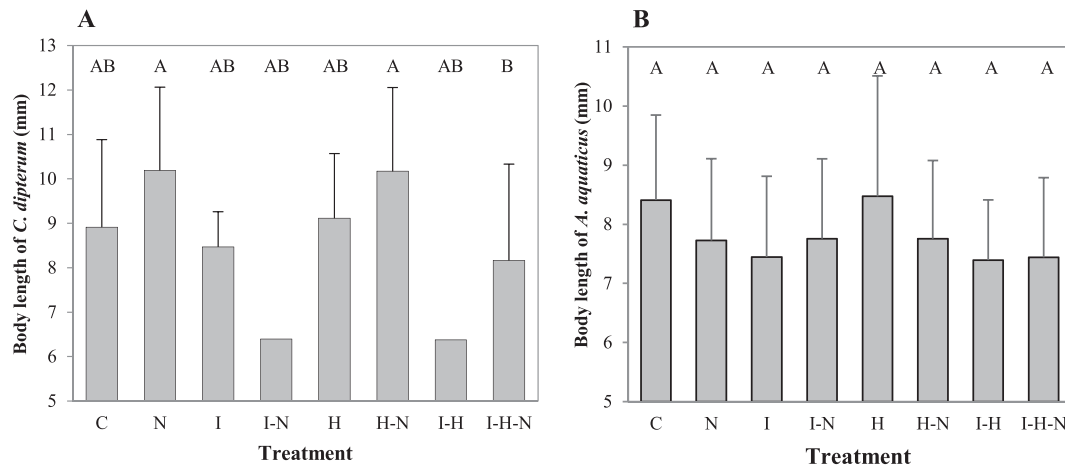 A
Body length of C. dipterum (mm)
13
12
11
10
9
8
7
6
5
AB A AB AB AB A AB B
C N I I-N H H-N I-H I-H-N
Treatment
B
Body length of A. aquaticus (mm)
11
10
9
8
7
6
5
A A A A A A A A
C N I I-N H H-N I-H I-H-N
Treatment